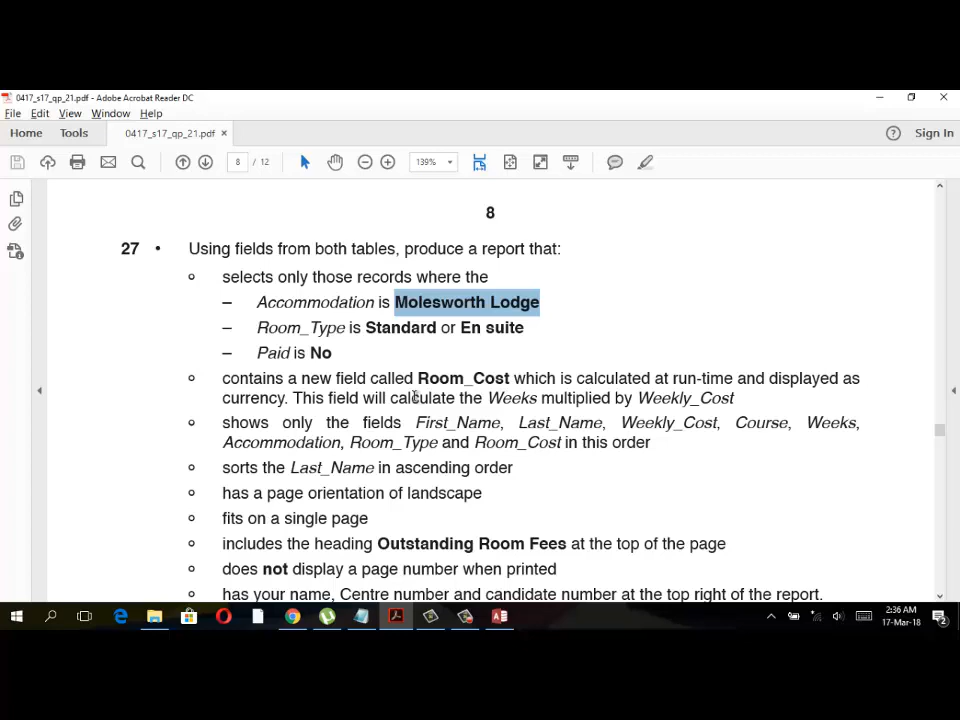 0417_s17_qp_21.pdf - Adobe Acrobat Reader DC
File Edit View Window Help
Home Tools 0417_s17_qp_21.pdf × ? Sign In
8 / 12 139%
8
27 • Using fields from both tables, produce a report that:
selects only those records where the
– Accommodation is Molesworth Lodge
– Room_Type is Standard or En suite
– Paid is No
contains a new field called Room_Cost which is calculated at run-time and displayed as
currency. This field will calculate the Weeks multiplied by Weekly_Cost
shows only the fields First_Name, Last_Name, Weekly_Cost, Course, Weeks,
Accommodation, Room_Type and Room_Cost in this order
sorts the Last_Name in ascending order
has a page orientation of landscape
fits on a single page
includes the heading Outstanding Room Fees at the top of the page
does not display a page number when printed
has your name, Centre number and candidate number at the top right of the report.
2:36 AM
17-Mar-18
2